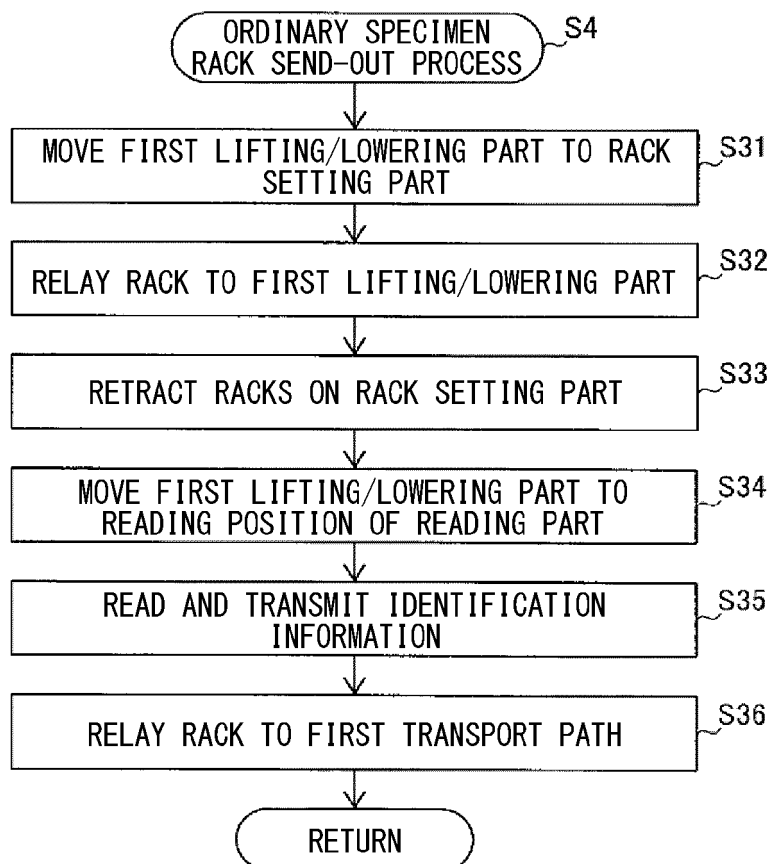 ORDINARY SPECIMEN
RACK SEND-OUT PROCESS
S4
MOVE FIRST LIFTING/LOWERING PART TO RACK
SETTING PART
S31
RELAY RACK TO FIRST LIFTING/LOWERING PART
S32
RETRACT RACKS ON RACK SETTING PART
S33
MOVE FIRST LIFTING/LOWERING PART TO
READING POSITION OF READING PART
S34
READ AND TRANSMIT IDENTIFICATION
INFORMATION
S35
RELAY RACK TO FIRST TRANSPORT PATH
S36
RETURN